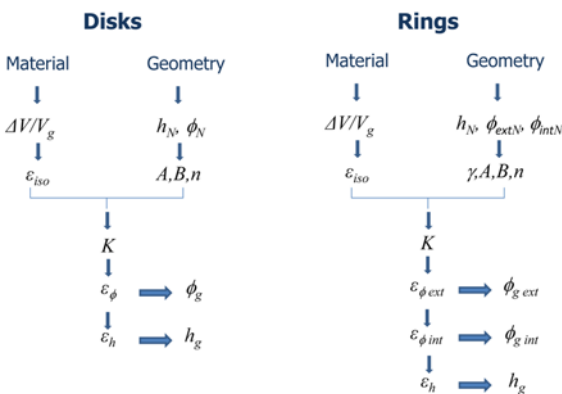 Disks
Material Geometry
ΔV/Vg hN, ϕN
εiso A,B,n
K
εϕ ϕg
εh hg
Rings
Material Geometry
ΔV/Vg hN, ϕextN, ϕintN
εiso γ,A,B,n
K
εϕ ext ϕg ext
εϕ int ϕg int
εh hg